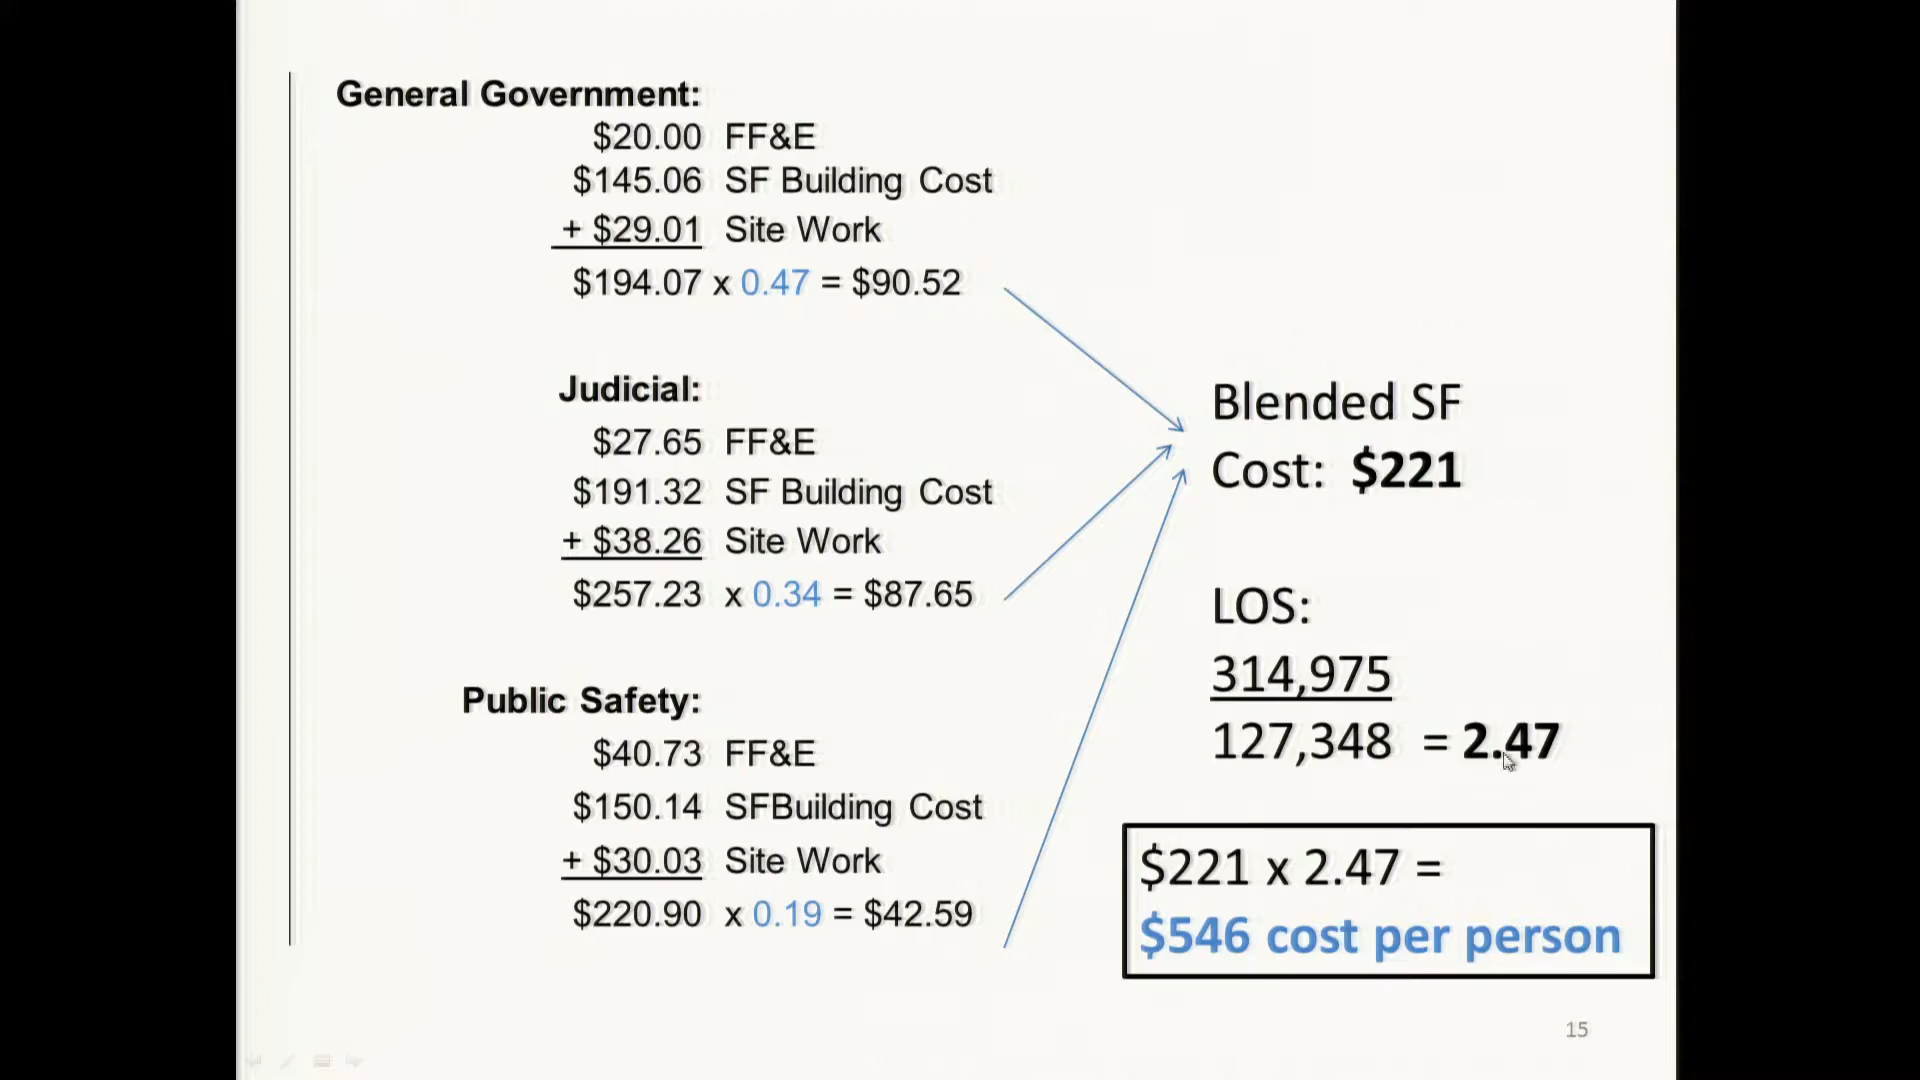 General Government:
$20.00 FF&E
$145.06 SF Building Cost
+ $29.01 Site Work
$194.07 x 0.47 = $90.52
Judicial:
$27.65 FF&E
$191.32 SF Building Cost
+ $38.26 Site Work
$257.23 x 0.34 = $87.65
Public Safety:
$40.73 FF&E
$150.14 SFBuilding Cost
+ $30.03 Site Work
$220.90 x 0.19 = $42.59
Blended SF
Cost: $221
LOS:
314,975
127,348 = 2.47
$221 x 2.47 =
$546 cost per person
15